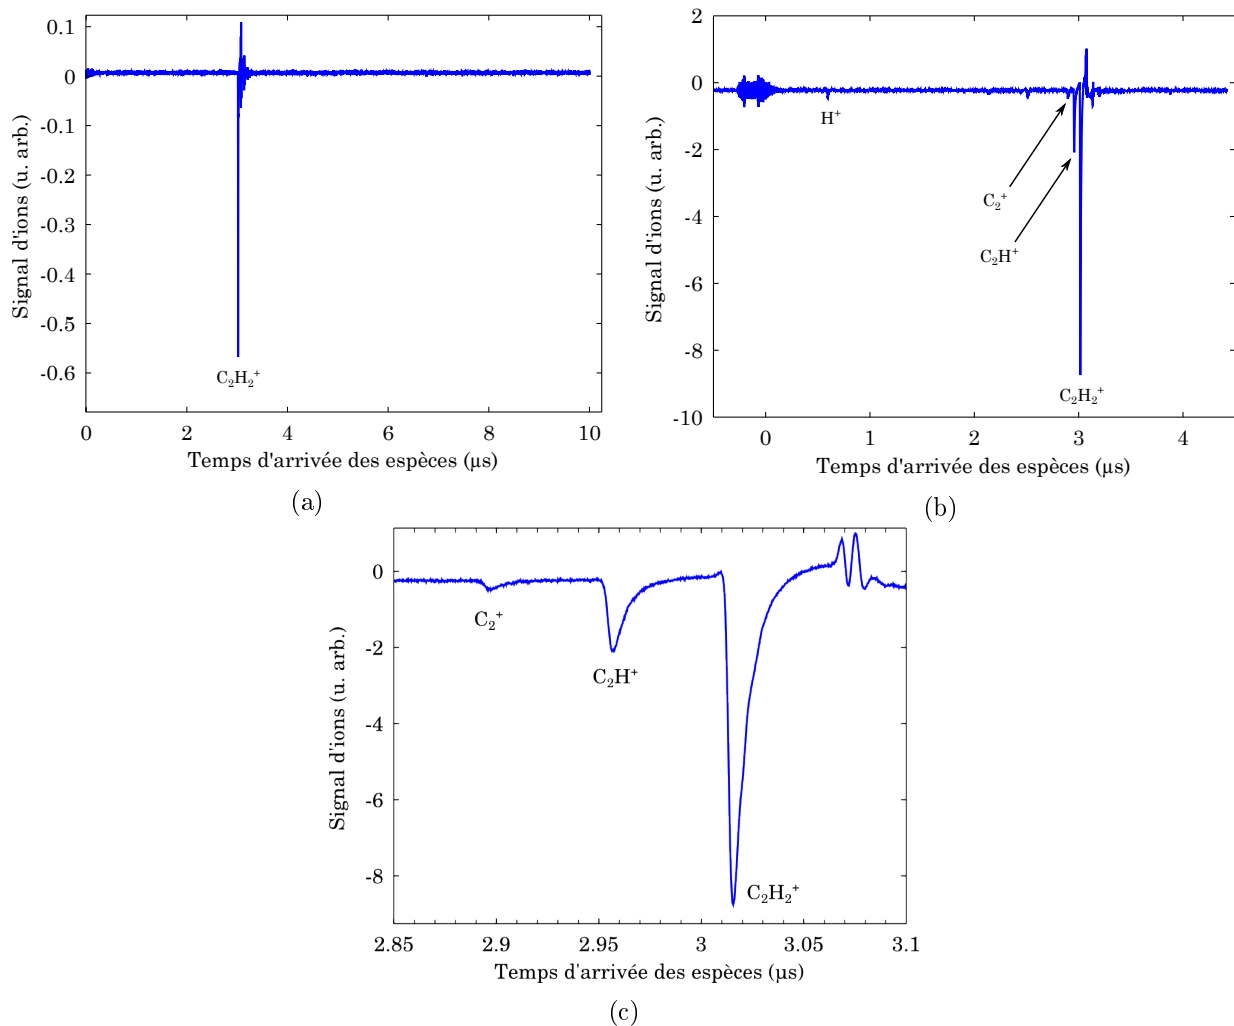 0.1
0
-0.1
-0.2
-0.3
-0.4
-0.5
-0.6
Signal d'ions (u. arb.)
C₂H₂⁺
0 2 4 6 8 10
Temps d'arrivée des espèces (µs)
(a)
2
0
-2
-4
-6
-8
-10
Signal d'ions (u. arb.)
H⁺
C₂⁺
C₂H⁺
C₂H₂⁺
0 1 2 3 4
Temps d'arrivée des espèces (µs)
(b)
0
-2
-4
-6
-8
Signal d'ions (u. arb.)
C₂⁺
C₂H⁺
C₂H₂⁺
2.85 2.9 2.95 3 3.05 3.1
Temps d'arrivée des espèces (µs)
(c)